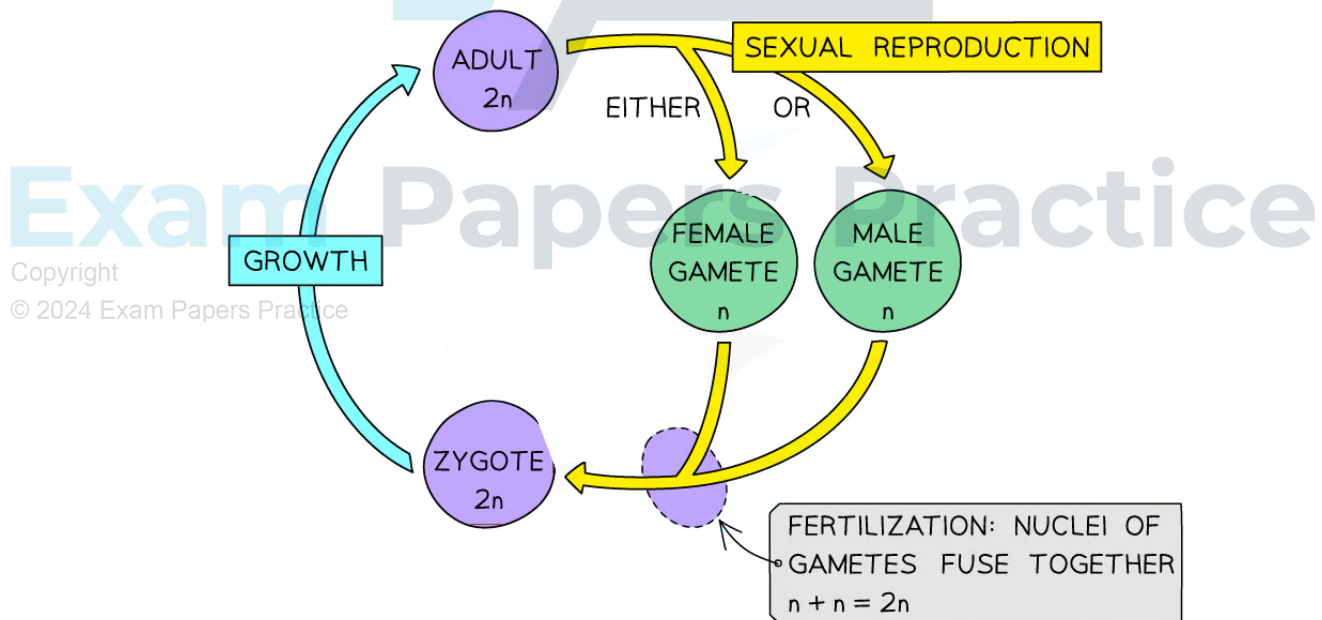 ADULT
2n
SEXUAL REPRODUCTION
EITHER
OR
Exam Papers Practice
FEMALE
GAMETE
n
MALE
GAMETE
n
GROWTH
Copyright
© 2024 Exam Papers Practice
ZYGOTE
2n
FERTILIZATION: NUCLEI OF
GAMETES FUSE TOGETHER
n + n = 2n